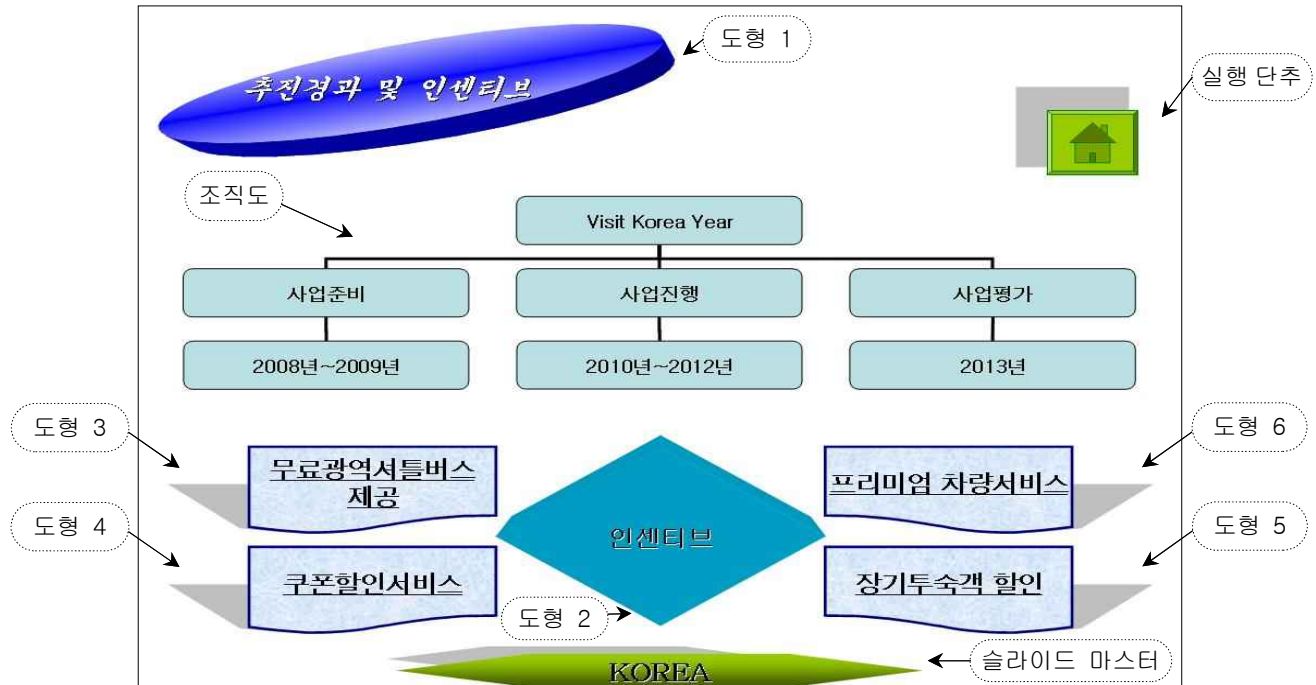 도형 1
추진경과 및 인센티브
실행 단추
조직도
Visit Korea Year
사업준비
사업진행
사업평가
2008년~2009년
2010년~2012년
2013년
도형 3
도형 6
무료광역셔틀버스
제공
프리미엄 차량서비스
도형 4
도형 5
인센티브
쿠폰할인서비스
장기투숙객 할인
도형 2
슬라이드 마스터
KOREA